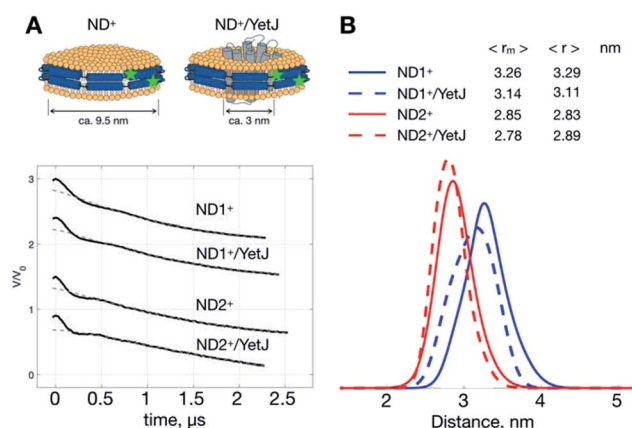 A
ND⁺
ND⁺/YetJ
ca. 9.5 nm
ca. 3 nm
V/V₀
3
2
1
0
ND1⁺
ND1⁺/YetJ
ND2⁺
ND2⁺/YetJ
0 0.5 1.0 1.5 2.0 2.5
time, μs
B
< rₘ > < r > nm
ND1⁺ 3.26 3.29
ND1⁺/YetJ 3.14 3.11
ND2⁺ 2.85 2.83
ND2⁺/YetJ 2.78 2.89
2 3 4 5
Distance, nm